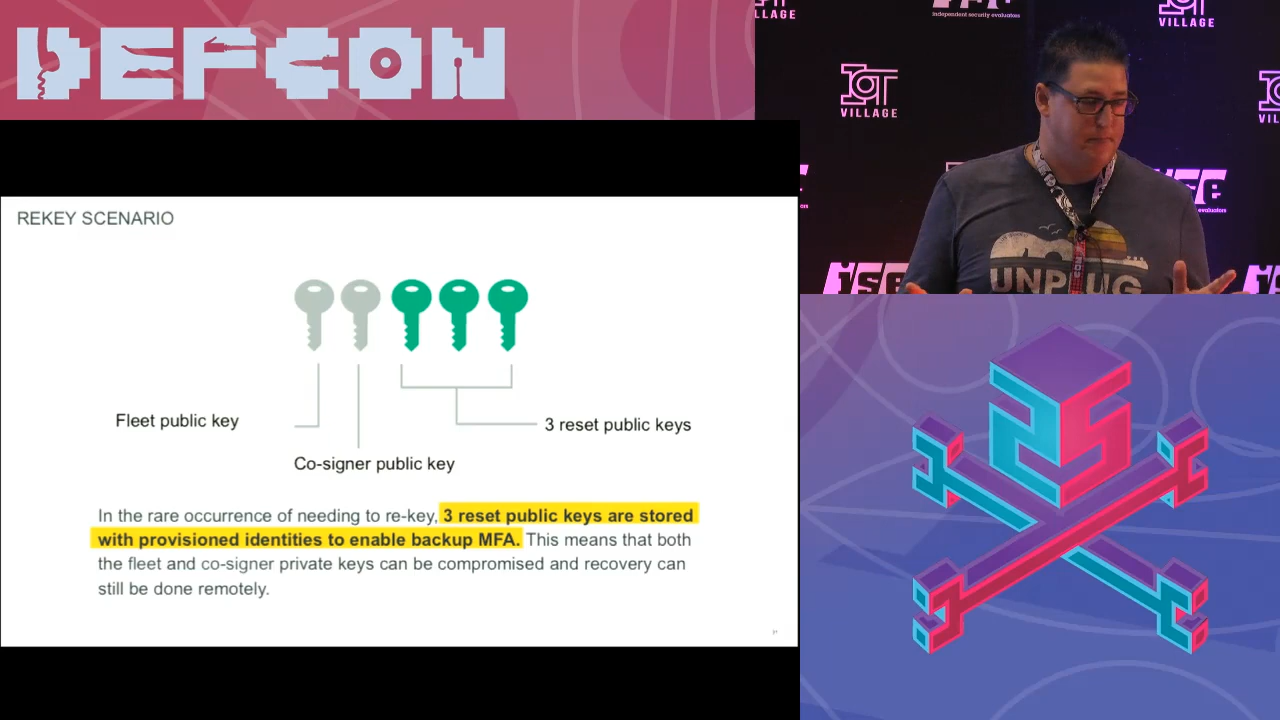 DEFCON
VILLAGE
independent security evaluators
VILLAGE
IOT
VILLAGE
UNPLUG
ISE
REKEY SCENARIO
Fleet public key
3 reset public keys
Co-signer public key
In the rare occurrence of needing to re-key, 3 reset public keys are stored
with provisioned identities to enable backup MFA. This means that both
the fleet and co-signer private keys can be compromised and recovery can
still be done remotely.